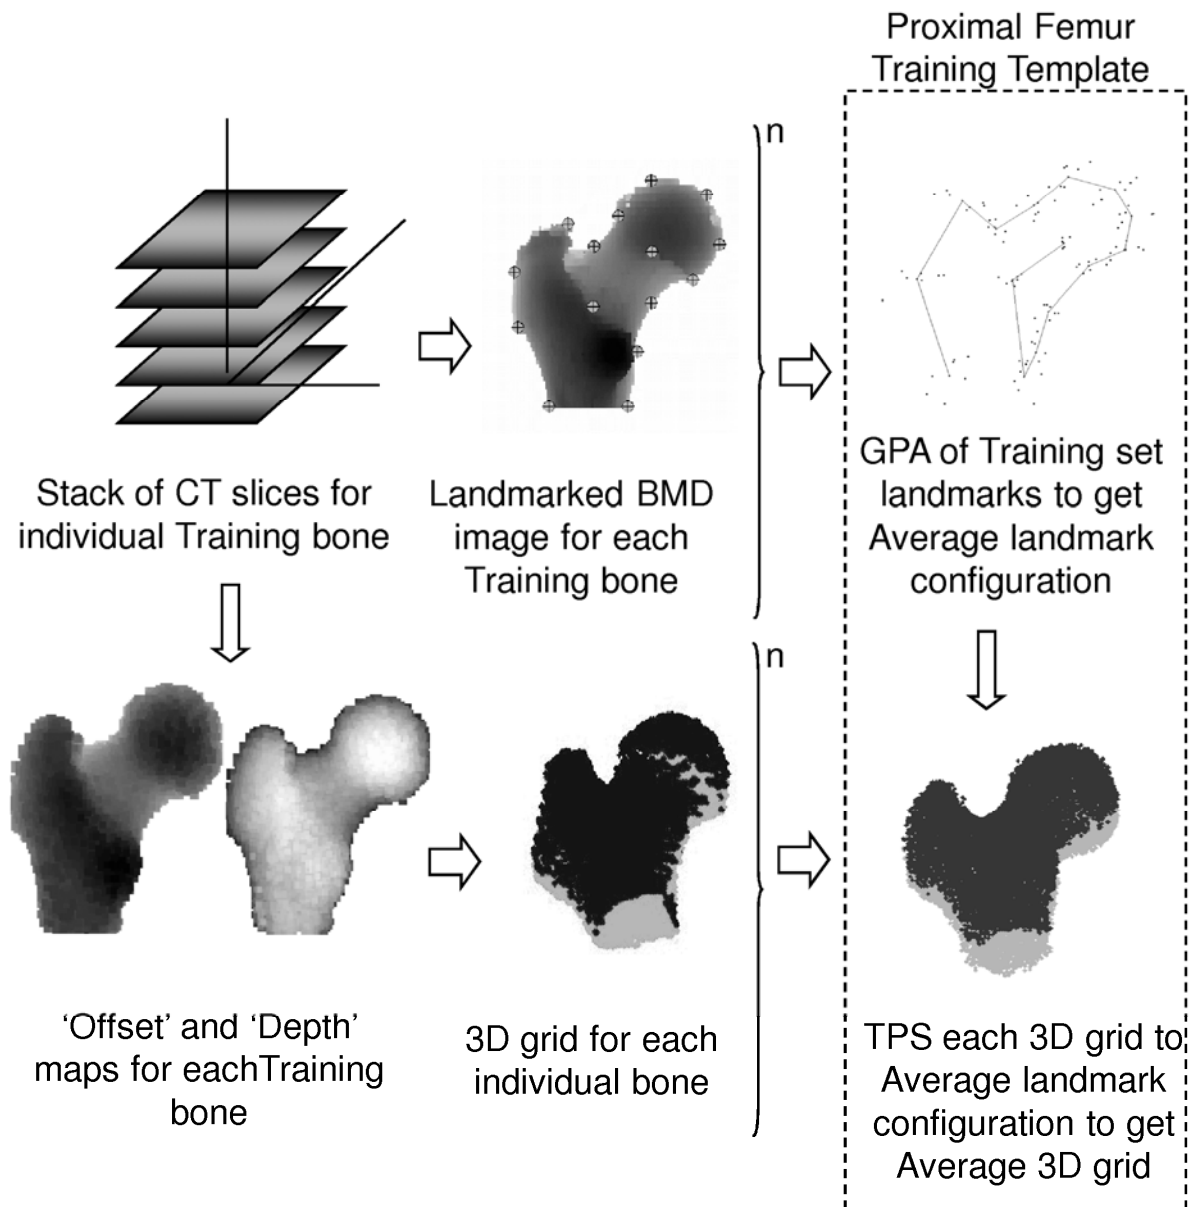 Proximal Femur
Training Template
n
Stack of CT slices for
individual Training bone
Landmarked BMD
image for each
Training bone
GPA of Training set
landmarks to get
Average landmark
configuration
n
‘Offset’ and ‘Depth’
maps for eachTraining
bone
3D grid for each
individual bone
TPS each 3D grid to
Average landmark
configuration to get
Average 3D grid